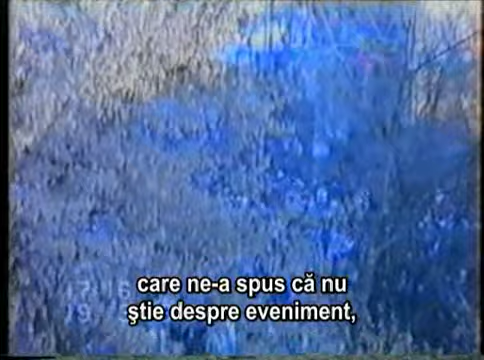 care ne-a spus că nu
ştie despre eveniment,